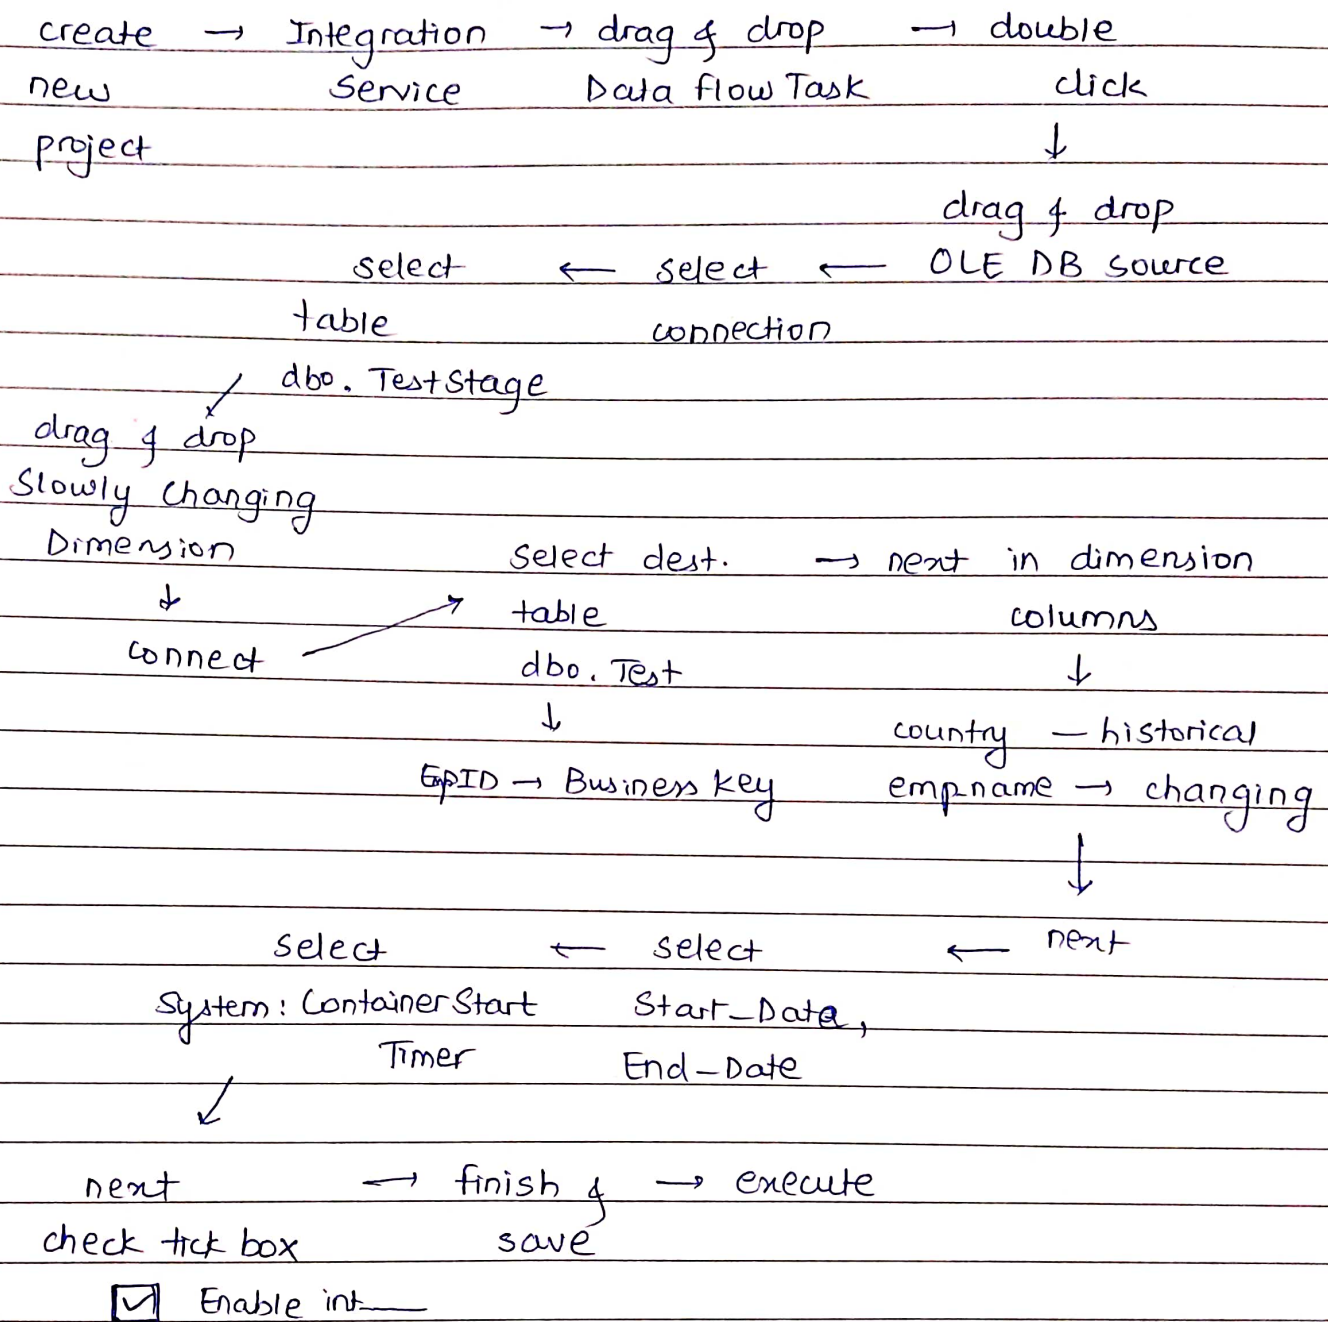 create → Integration → drag & drop → double
new Service Data flow Task click
project ↓
drag & drop
select ← select ← OLE DB source
table connection
dbo. TestStage
drag & drop
Slowly Changing
Dimension select dest. → next in dimension
↓ table columns
connect dbo. Test ↓
↓ country – historical
EmpID → Business key empname → changing
↓
select ← select ← next
System: ContainerStart Start_Date,
Timer End_Date
next → finish & → execute
check tick box save
☑ Enable int